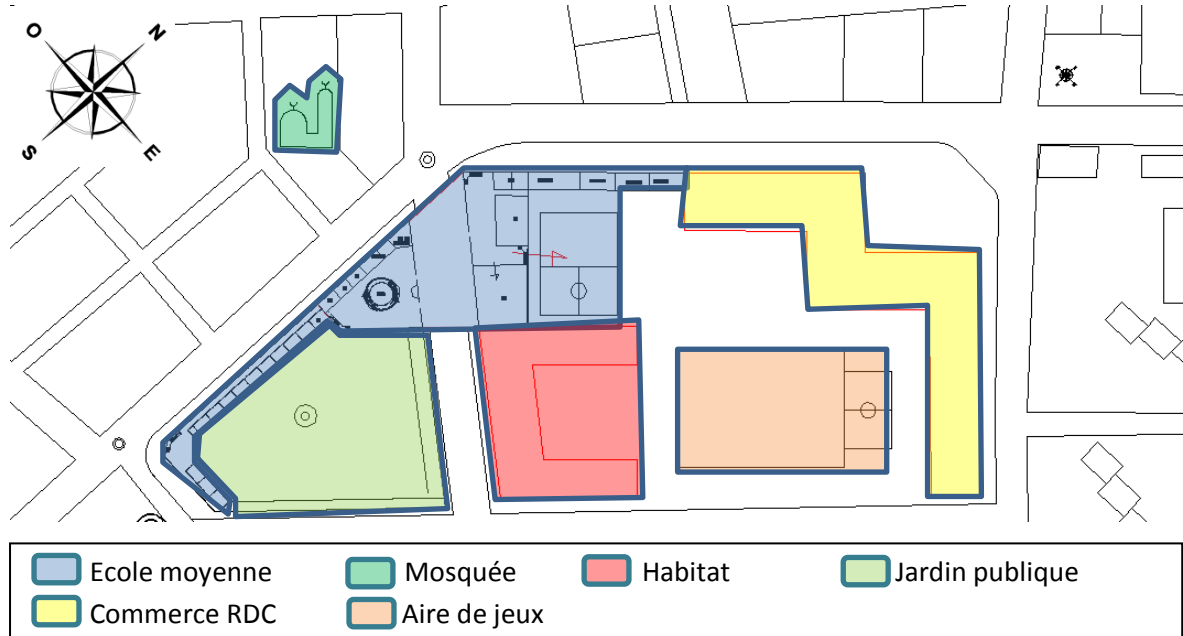 O N
S E
Ecole moyenne Mosquée Habitat Jardin publique
Commerce RDC Aire de jeux